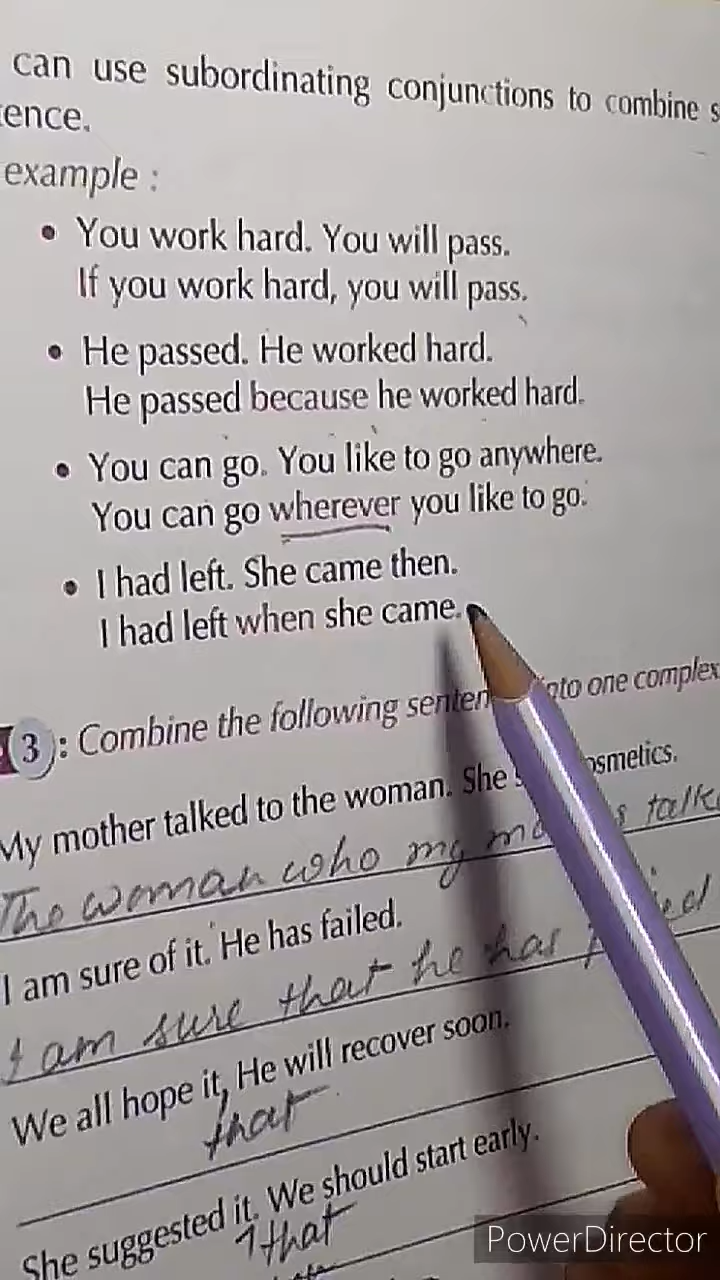 can use subordinating conjunctions to combine s
ence.
example :
• You work hard. You will pass.
If you work hard, you will pass.
• He passed. He worked hard.
He passed because he worked hard.
• You can go. You like to go anywhere.
You can go wherever you like to go.
• I had left. She came then.
I had left when she came.
3 : Combine the following senten nto one complex
My mother talked to the woman. She s osmetics.
The woman who my mo s talk
I am sure of it. He has failed.
I am sure that he has
We all hope it, He will recover soon.
that
She suggested it. We should start early.
that
PowerDirector